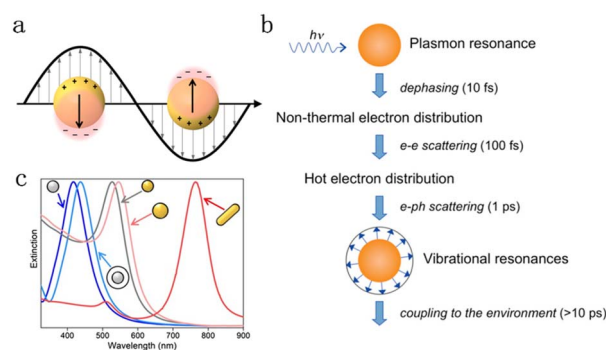 a
b
hν
Plasmon resonance
dephasing (10 fs)
Non-thermal electron distribution
e-e scattering (100 fs)
Hot electron distribution
e-ph scattering (1 ps)
Vibrational resonances
coupling to the environment (>10 ps)
+ + + +
- - - - -
- - - - -
+ + + +
c
Extinction
400 500 600 700 800 900
Wavelength (nm)